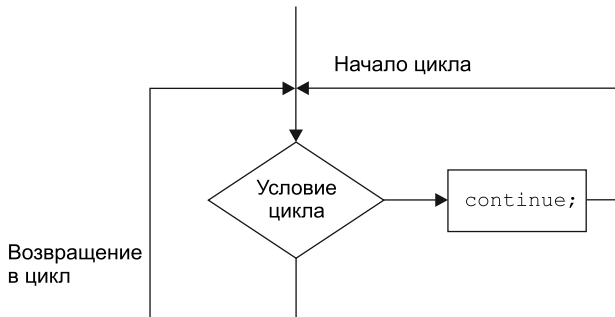 Начало цикла
Условие
цикла
continue;
Возвращение
в цикл